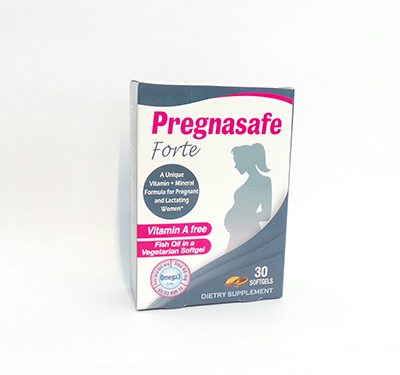 Pregnasafe
Forte
A Unique
Vitamin + Mineral
Formula for Pregnant
and Lactating
Women*
Vitamin A free
Fish Oil in a
Vegetarian Softgel
Omega3
30
SOFTGELS
DIETRY SUPPLEMENT